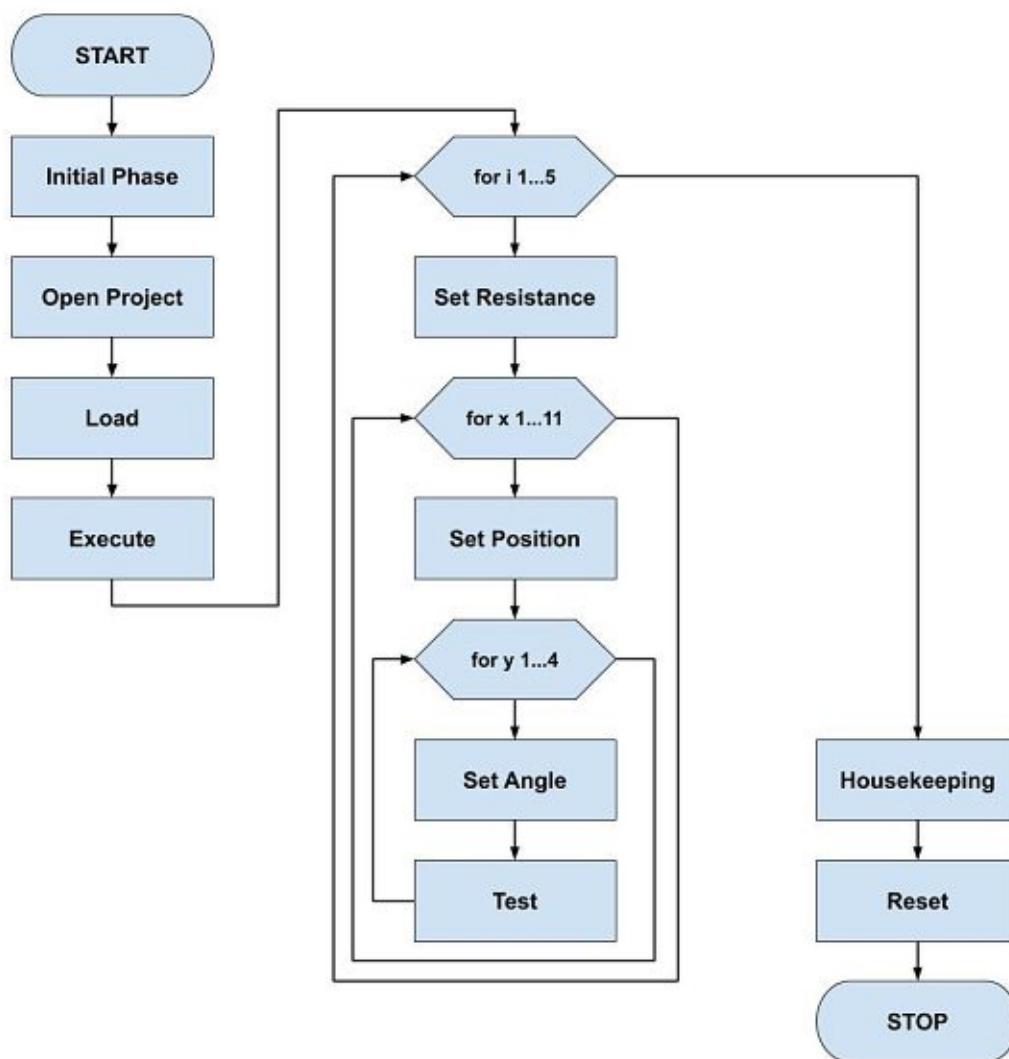 START
Initial Phase
Open Project
Load
Execute
for i 1...5
Set Resistance
for x 1...11
Set Position
for y 1...4
Set Angle
Test
Housekeeping
Reset
STOP